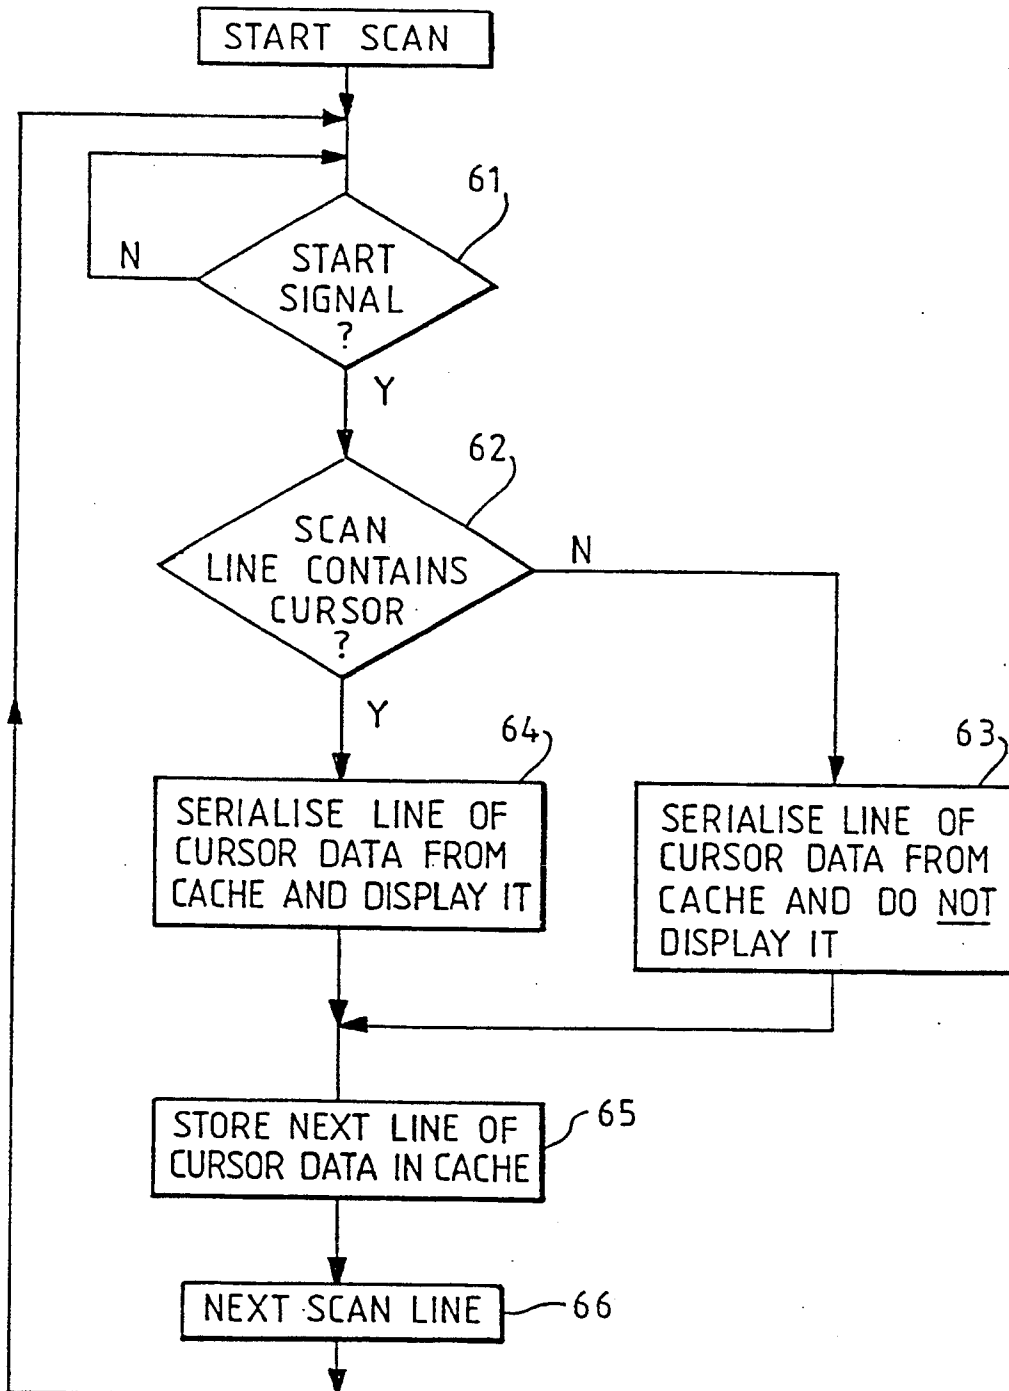 START SCAN
61
N
START
SIGNAL
?
Y
62
SCAN
LINE CONTAINS
CURSOR
?
N
Y
64
63
SERIALISE LINE OF
CURSOR DATA FROM
CACHE AND DISPLAY IT
SERIALISE LINE OF
CURSOR DATA FROM
CACHE AND DO NOT
DISPLAY IT
STORE NEXT LINE OF
CURSOR DATA IN CACHE
65
NEXT SCAN LINE
66